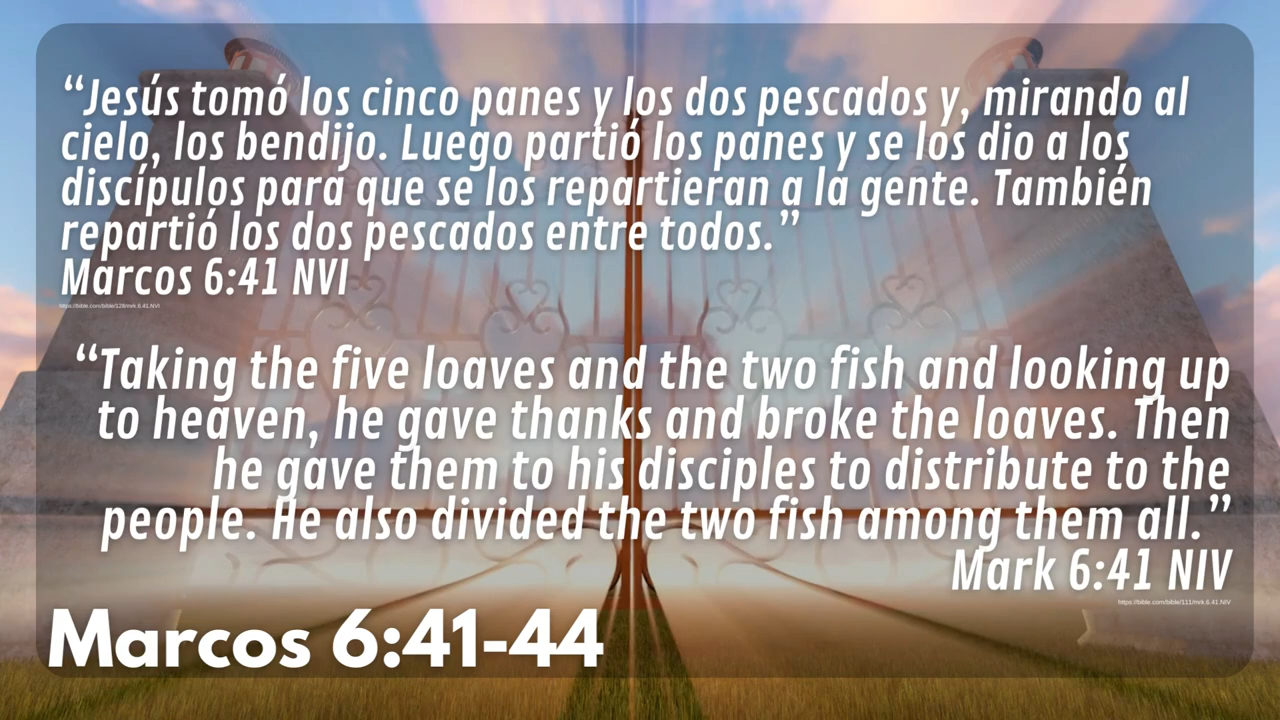 “Jesús tomó los cinco panes y los dos pescados y, mirando al
cielo, los bendijo. Luego partió los panes y se los dio a los
discípulos para que se los repartieran a la gente. También
repartió los dos pescados entre todos.”
Marcos 6:41 NVI
https://bible.com/bible/128/mrk.6.41.NVI
“Taking the five loaves and the two fish and looking up
to heaven, he gave thanks and broke the loaves. Then
he gave them to his disciples to distribute to the
people. He also divided the two fish among them all.”
Mark 6:41 NIV
https://bible.com/bible/111/mrk.6.41.NIV
Marcos 6:41-44